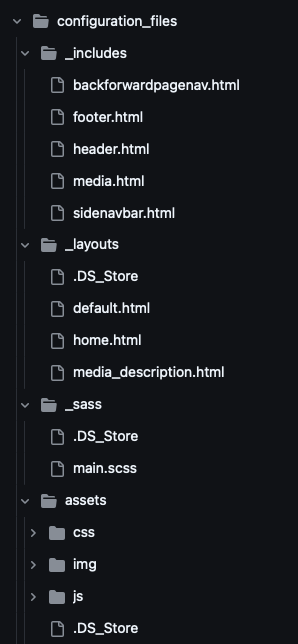 configuration_files
_includes
backforwardpagenav.html
footer.html
header.html
media.html
sidenavbar.html
_layouts
.DS_Store
default.html
home.html
media_description.html
_sass
.DS_Store
main.scss
assets
css
img
js
.DS_Store